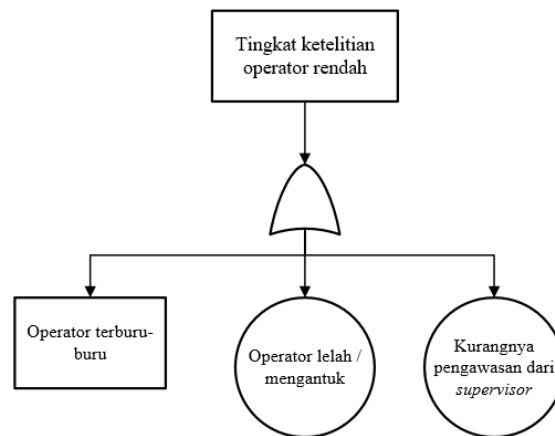 Tingkat ketelitian
operator rendah
Operator terburu-
buru
Operator lelah /
mengantuk
Kurangnya
pengawasan dari
supervisor